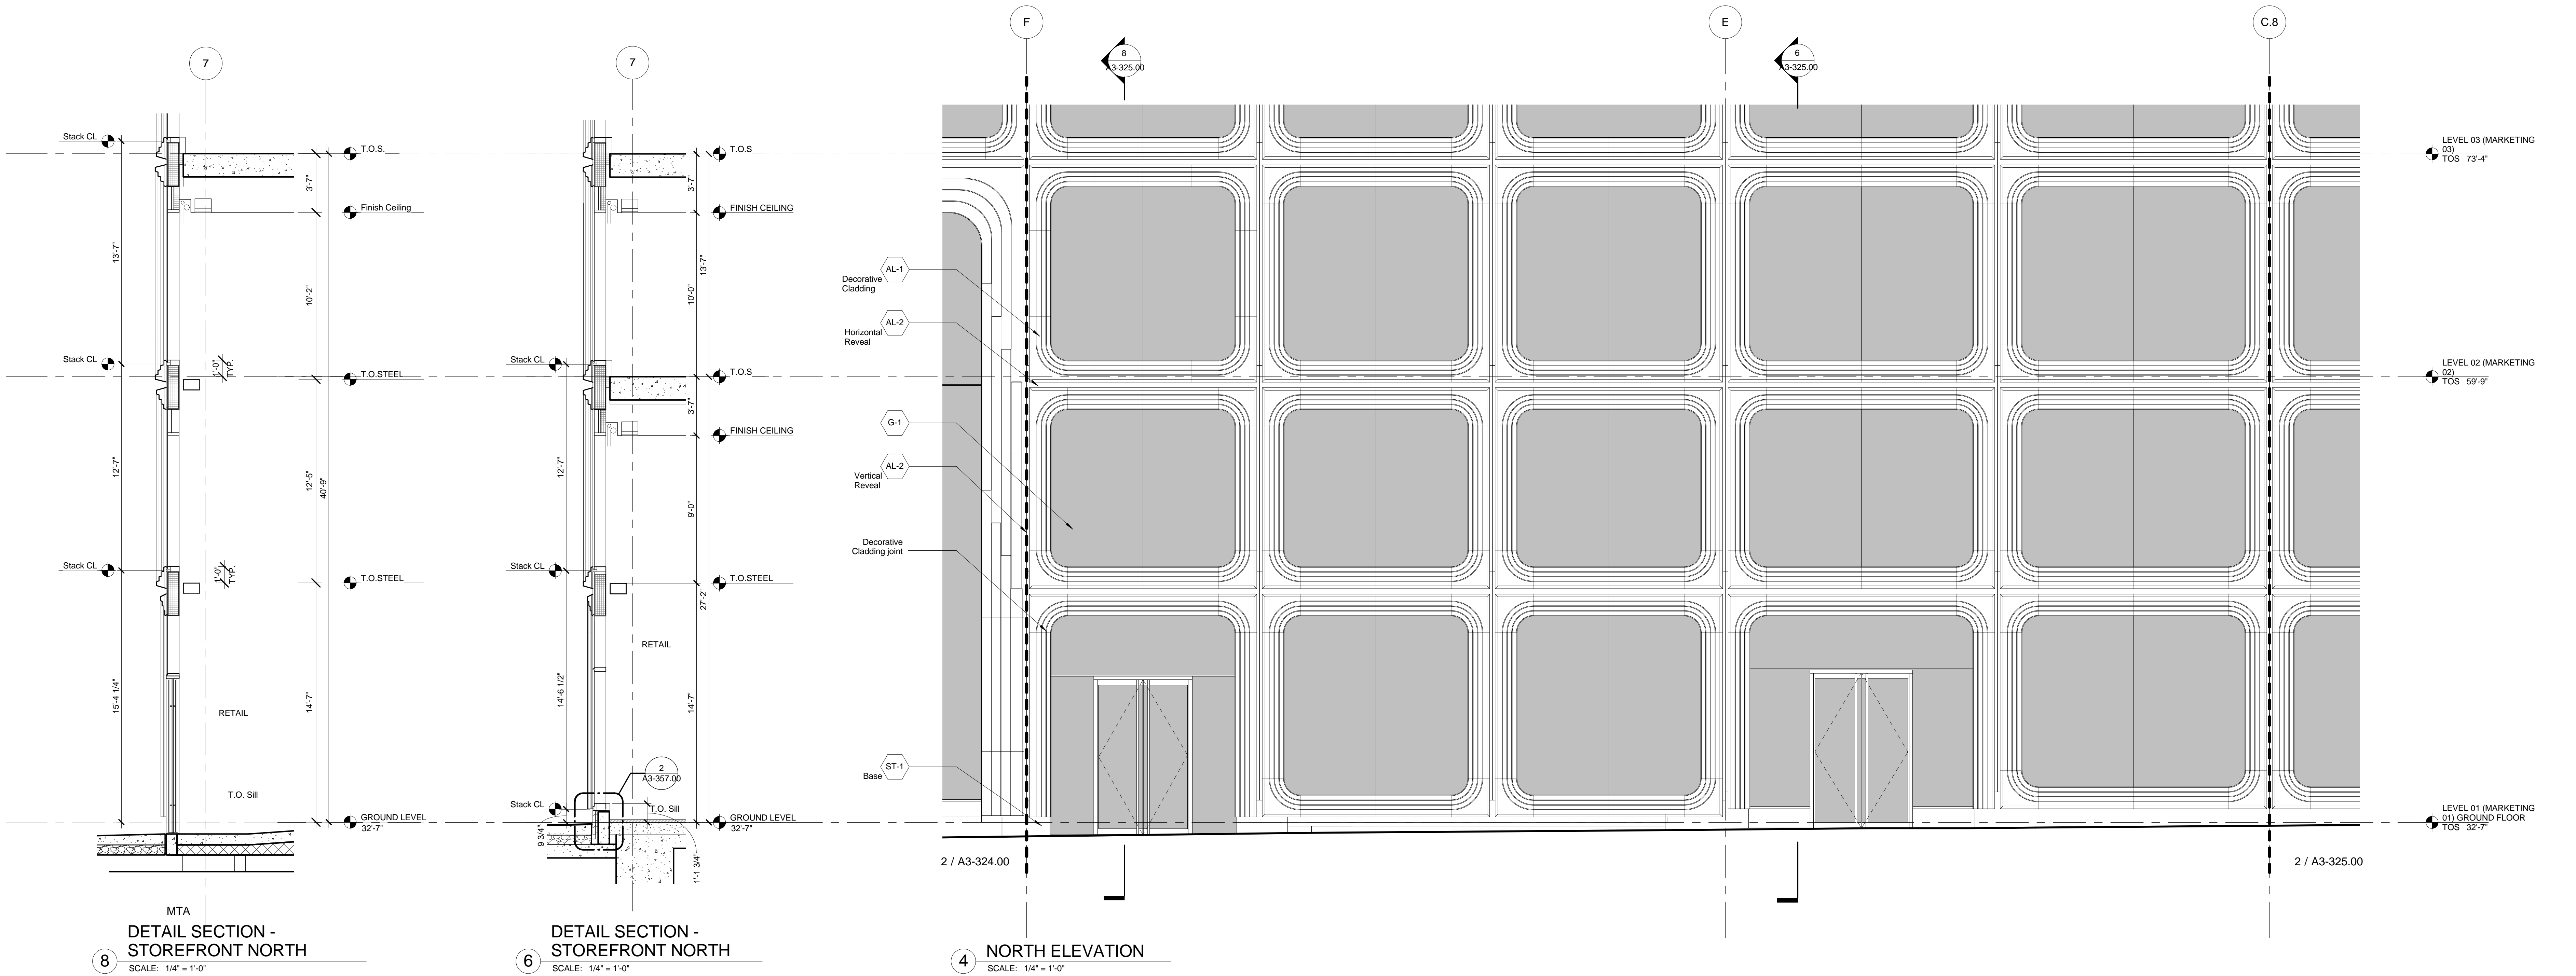 7
Stack CL
T.O.S.
3'-7"
Finish Ceiling
13'-7"
10'-2"
Stack CL
1'-0"
TYP.
T.O.STEEL
12'-7"
12'-5"
40'-9"
Stack CL
1'-0"
TYP.
T.O.STEEL
15'-4 1/4"
14'-7"
RETAIL
T.O. Sill
GROUND LEVEL
32'-7"
MTA
8
DETAIL SECTION -
STOREFRONT NORTH
SCALE: 1/4" = 1'-0"
7
T.O.S
3'-7"
FINISH CEILING
13'-7"
10'-0"
Stack CL
T.O.S
3'-7"
FINISH CEILING
12'-7"
9'-0"
Stack CL
T.O.STEEL
27'-2"
RETAIL
14'-6 1/2"
14'-7"
2
A3-357.00
Stack CL
T.O. Sill
GROUND LEVEL
32'-7"
9 3/4"
1'-1 3/4"
6
DETAIL SECTION -
STOREFRONT NORTH
SCALE: 1/4" = 1'-0"
F
E
C.8
8
A3-325.00
6
A3-325.00
AL-1
Decorative
Cladding
AL-2
Horizontal
Reveal
G-1
AL-2
Vertical
Reveal
Decorative
Cladding joint
ST-1
Base
LEVEL 03 (MARKETING
03)
TOS 73'-4"
LEVEL 02 (MARKETING
02)
TOS 59'-9"
LEVEL 01 (MARKETING
01) GROUND FLOOR
TOS 32'-7"
2 / A3-324.00
2 / A3-325.00
4
NORTH ELEVATION
SCALE: 1/4" = 1'-0"